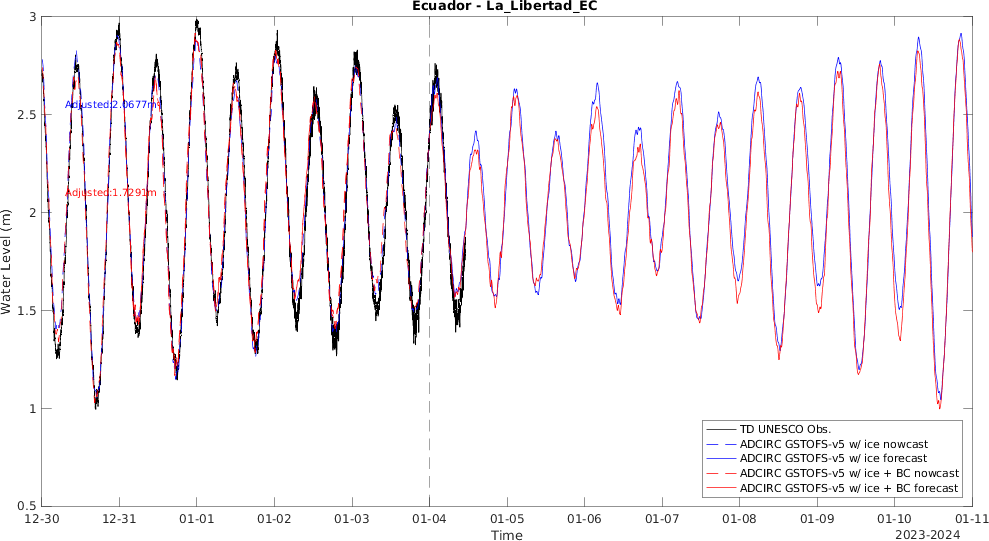 Ecuador - La_Libertad_EC
Water Level (m)
3
2.5
2
1.5
1
0.5
Adjusted:2.0677m
Adjusted:1.7291m
TD UNESCO Obs.
ADCIRC GSTOFS-v5 w/ ice nowcast
ADCIRC GSTOFS-v5 w/ ice forecast
ADCIRC GSTOFS-v5 w/ ice + BC nowcast
ADCIRC GSTOFS-v5 w/ ice + BC forecast
12-30 12-31 01-01 01-02 01-03 01-04 01-05 01-06 01-07 01-08 01-09 01-10 01-11
Time
2023-2024